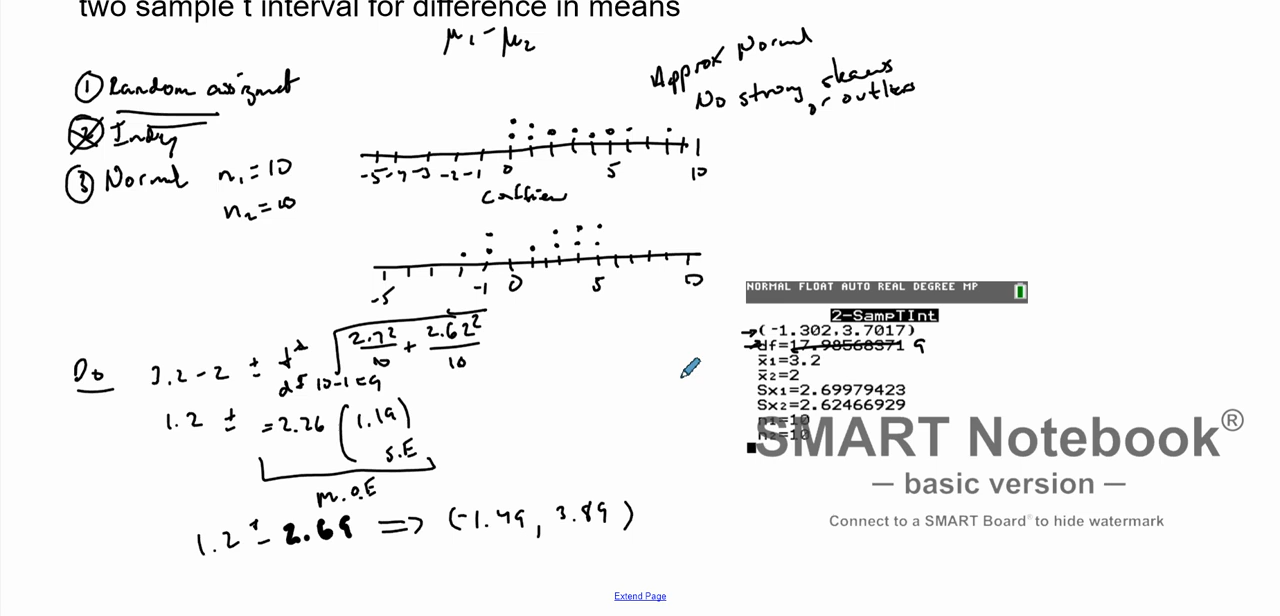 two sample t interval for difference in means
μ₁ - μ₂
① Random assignment
② Indep
③ Normal n₁ = 10
n₂ = 10
Approx Normal
No strong skews
or outliers
-5 -4 -3 -2 -1 0 5 10
Caffien
-5 -1 0 5 10
Do 3.2 - 2 ± t* √(2.7²/10 + 2.62²/10)
df 10-1=9
1.2 ± = 2.26 (1.19)
S.E
M.O.E
1.2 ± 2.69 => (-1.49, 3.89)
NORMAL FLOAT AUTO REAL DEGREE MP
2-SampTInt
→(-1.302,3.7017)
df=17.98568371 9
x̄1=3.2
x̄2=2
Sx1=2.69979423
Sx2=2.62466929
n1=10
n2=10
SMART Notebook®
— basic version —
Connect to a SMART Board® to hide watermark
Extend Page